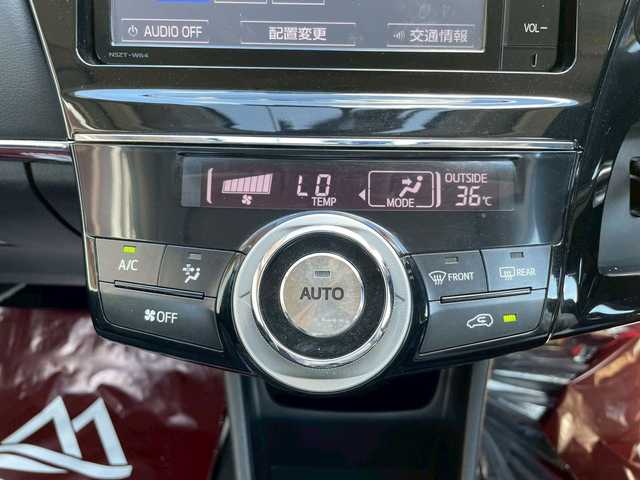 AUDIO OFF 配置変更 交通情報 VOL−
NSZT-W64
LO TEMP MODE OUTSIDE 36℃
A/C AUTO FRONT REAR
OFF